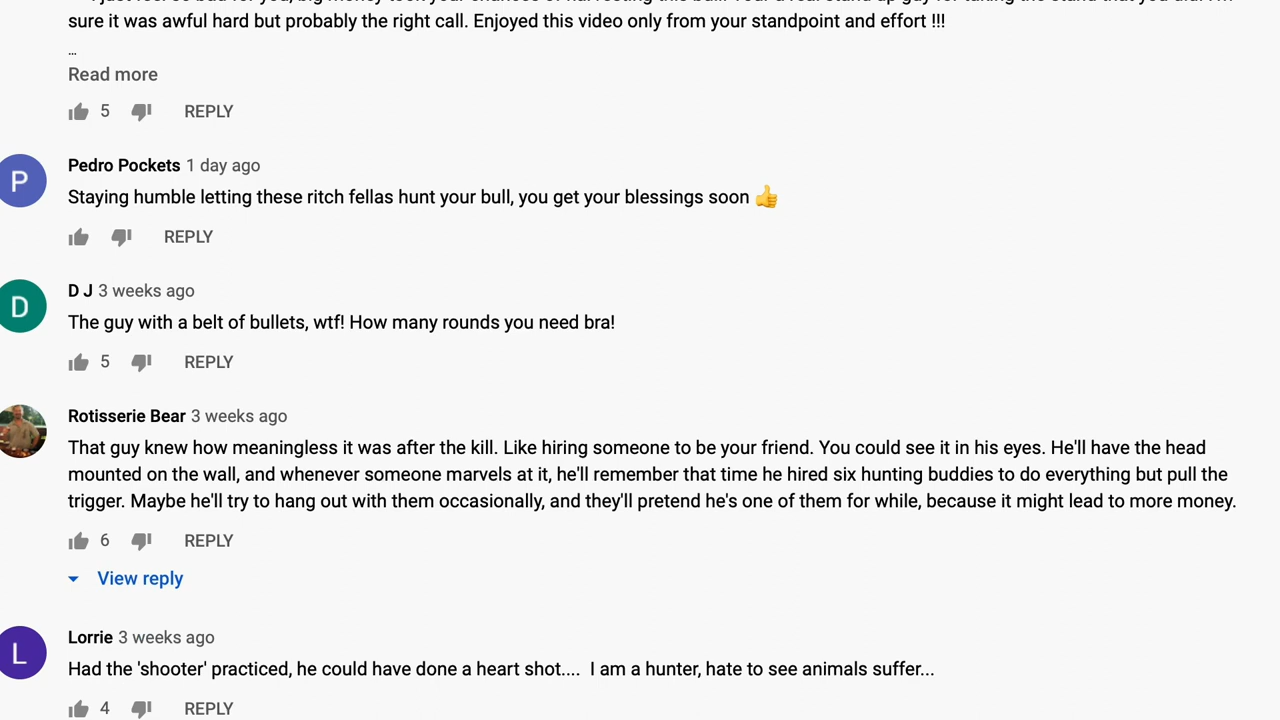 sure it was awful hard but probably the right call. Enjoyed this video only from your standpoint and effort !!!
...
Read more
5 REPLY
P
Pedro Pockets 1 day ago
Staying humble letting these ritch fellas hunt your bull, you get your blessings soon 👍
REPLY
D
D J 3 weeks ago
The guy with a belt of bullets, wtf! How many rounds you need bra!
5 REPLY
Rotisserie Bear 3 weeks ago
That guy knew how meaningless it was after the kill. Like hiring someone to be your friend. You could see it in his eyes. He'll have the head
mounted on the wall, and whenever someone marvels at it, he'll remember that time he hired six hunting buddies to do everything but pull the
trigger. Maybe he'll try to hang out with them occasionally, and they'll pretend he's one of them for while, because it might lead to more money.
6 REPLY
View reply
L
Lorrie 3 weeks ago
Had the 'shooter' practiced, he could have done a heart shot.... I am a hunter, hate to see animals suffer...
4 REPLY